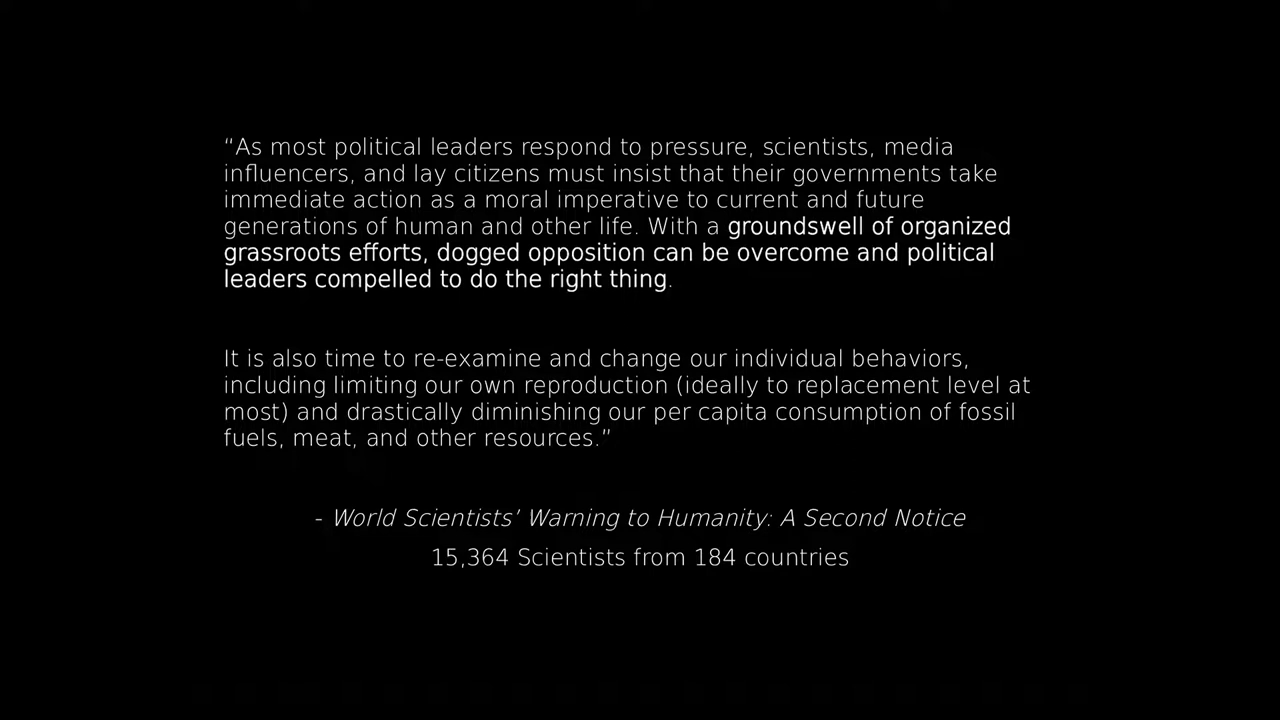 “As most political leaders respond to pressure, scientists, media
influencers, and lay citizens must insist that their governments take
immediate action as a moral imperative to current and future
generations of human and other life. With a groundswell of organized
grassroots efforts, dogged opposition can be overcome and political
leaders compelled to do the right thing.
It is also time to re-examine and change our individual behaviors,
including limiting our own reproduction (ideally to replacement level at
most) and drastically diminishing our per capita consumption of fossil
fuels, meat, and other resources.”
- World Scientists’ Warning to Humanity: A Second Notice
15,364 Scientists from 184 countries